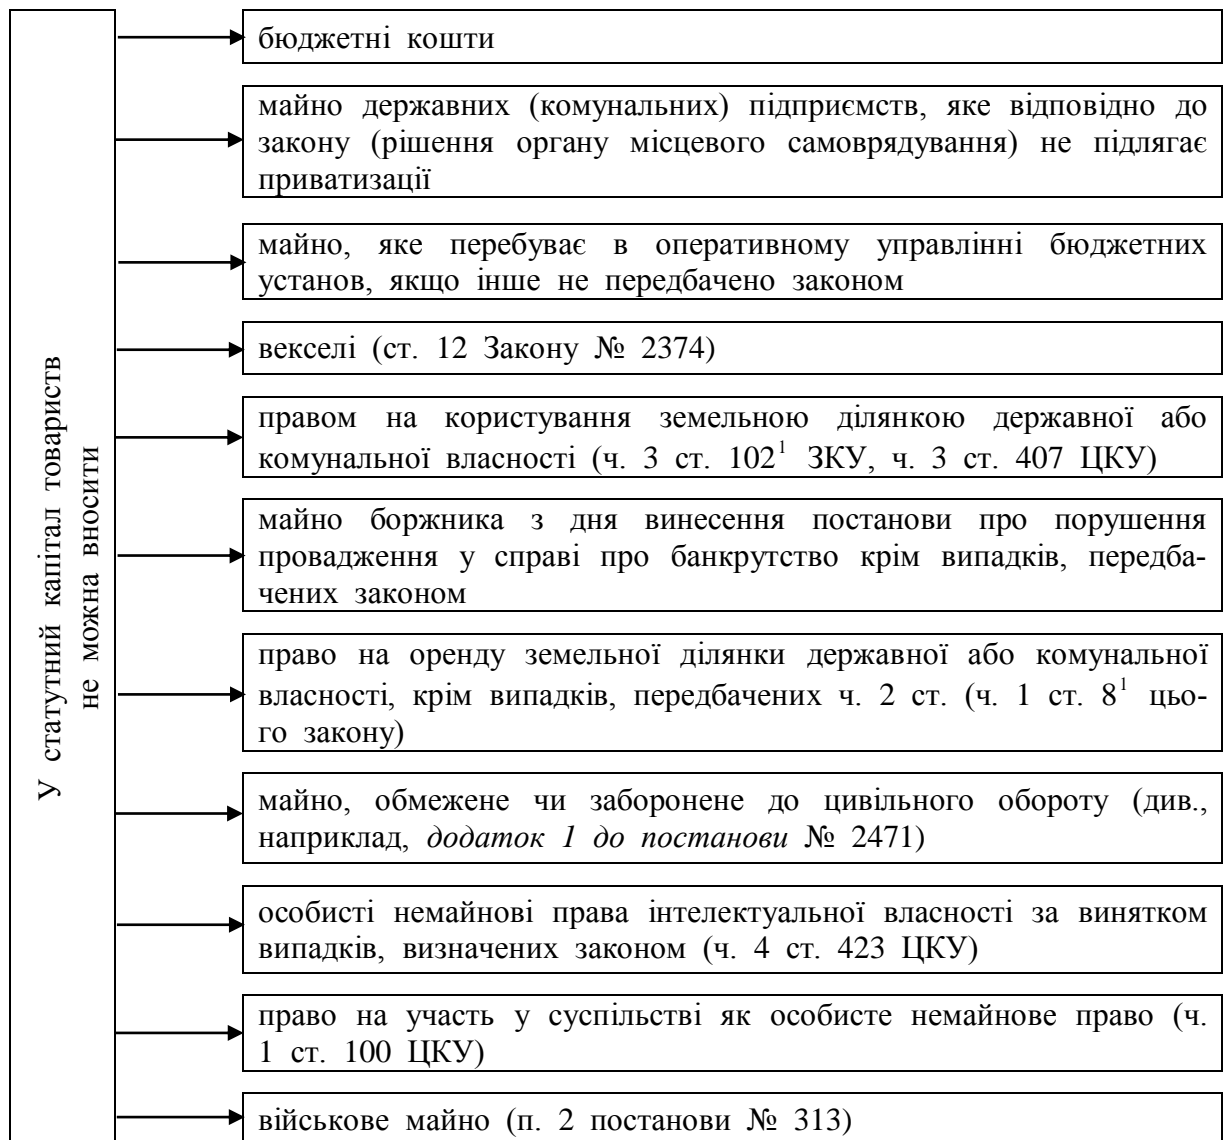 У статутний капітал товариств
не можна вносити
бюджетні кошти
майно державних (комунальних) підприємств, яке відповідно до
закону (рішення органу місцевого самоврядування) не підлягає
приватизації
майно, яке перебуває в оперативному управлінні бюджетних
установ, якщо інше не передбачено законом
векселі (ст. 12 Закону № 2374)
правом на користування земельною ділянкою державної або
комунальної власності (ч. 3 ст. 102¹ ЗКУ, ч. 3 ст. 407 ЦКУ)
майно боржника з дня винесення постанови про порушення
провадження у справі про банкрутство крім випадків, передба-
чених законом
право на оренду земельної ділянки державної або комунальної
власності, крім випадків, передбачених ч. 2 ст. (ч. 1 ст. 8¹ цьо-
го закону)
майно, обмежене чи заборонене до цивільного обороту (див.,
наприклад, додаток 1 до постанови № 2471)
особисті немайнові права інтелектуальної власності за винятком
випадків, визначених законом (ч. 4 ст. 423 ЦКУ)
право на участь у суспільстві як особисте немайнове право (ч.
1 ст. 100 ЦКУ)
військове майно (п. 2 постанови № 313)